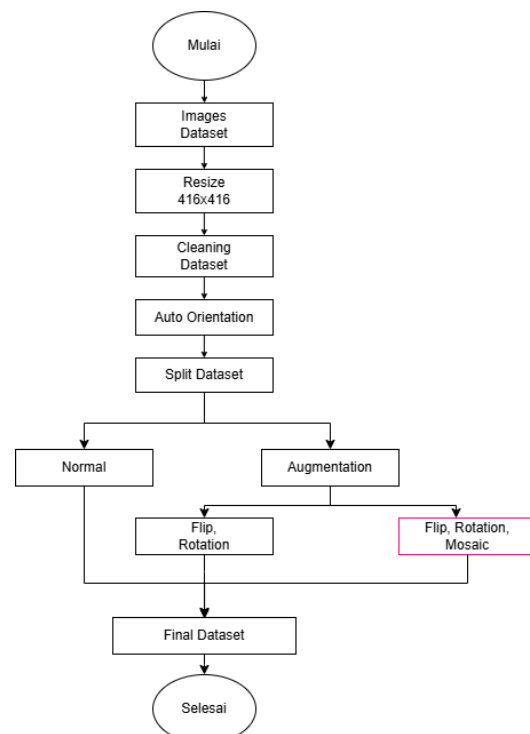 Mulai
Images
Dataset
Resize
416x416
Cleaning
Dataset
Auto Orientation
Split Dataset
Normal
Augmentation
Flip,
Rotation
Flip, Rotation,
Mosaic
Final Dataset
Selesai